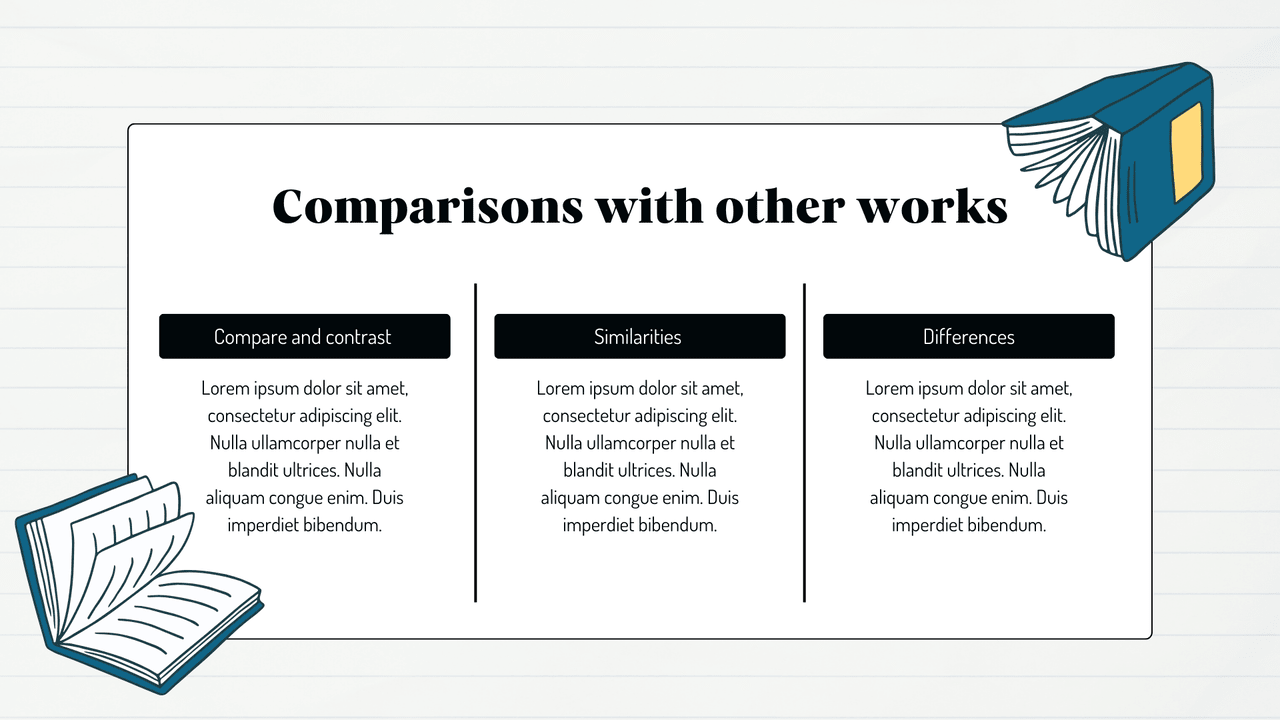 Comparisons with other works
Compare and contrast
Lorem ipsum dolor sit amet,
consectetur adipiscing elit.
Nulla ullamcorper nulla et
blandit ultrices. Nulla
aliquam congue enim. Duis
imperdiet bibendum.
Similarities
Lorem ipsum dolor sit amet,
consectetur adipiscing elit.
Nulla ullamcorper nulla et
blandit ultrices. Nulla
aliquam congue enim. Duis
imperdiet bibendum.
Differences
Lorem ipsum dolor sit amet,
consectetur adipiscing elit.
Nulla ullamcorper nulla et
blandit ultrices. Nulla
aliquam congue enim. Duis
imperdiet bibendum.